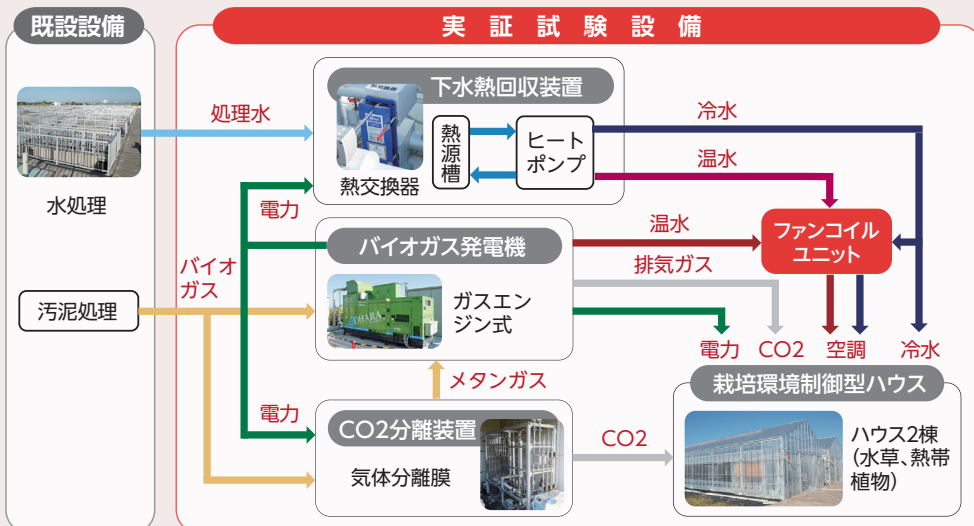 既設設備
実証試験設備
水処理
汚泥処理
処理水
電力
バイオ
ガス
電力
下水熱回収装置
熱交換器
熱源槽
ヒート
ポンプ
冷水
温水
バイオガス発電機
ガスエン
ジン式
OHARA
温水
排気ガス
ファンコイル
ユニット
メタンガス
電力
CO2
空調
冷水
CO2分離装置
気体分離膜
CO2
栽培環境制御型ハウス
ハウス2棟
(水草、熱帯
植物)